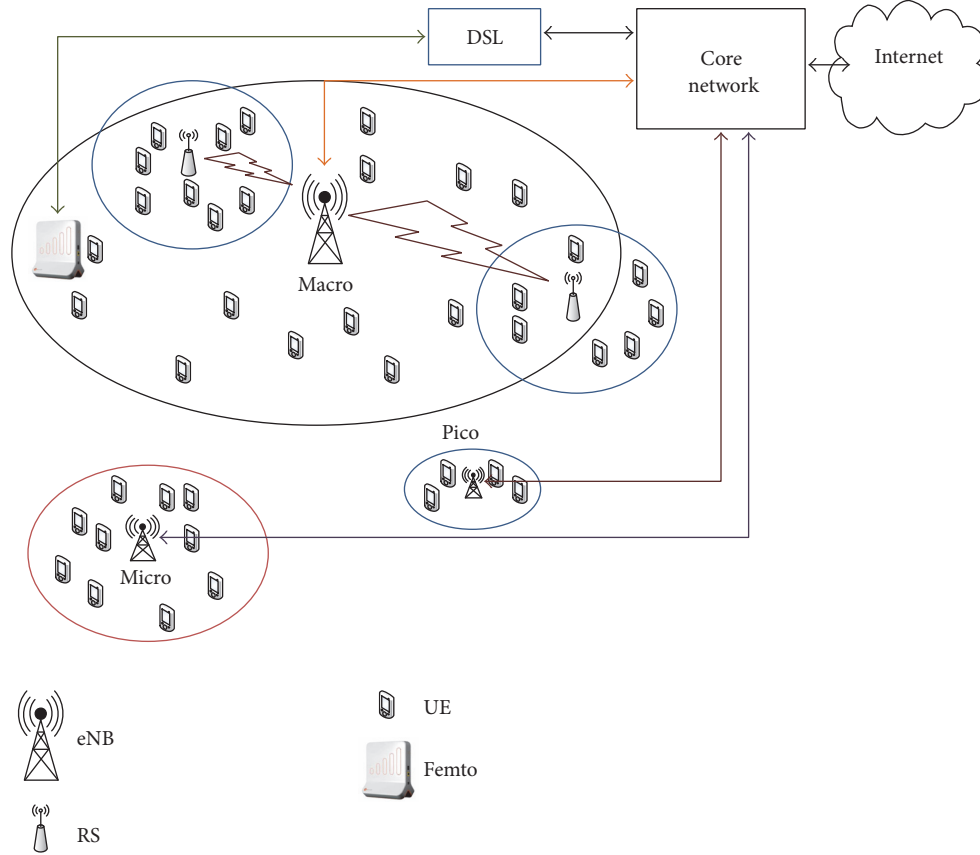 DSL
Core
network
Internet
Macro
Pico
Micro
eNB
UE
Femto
RS